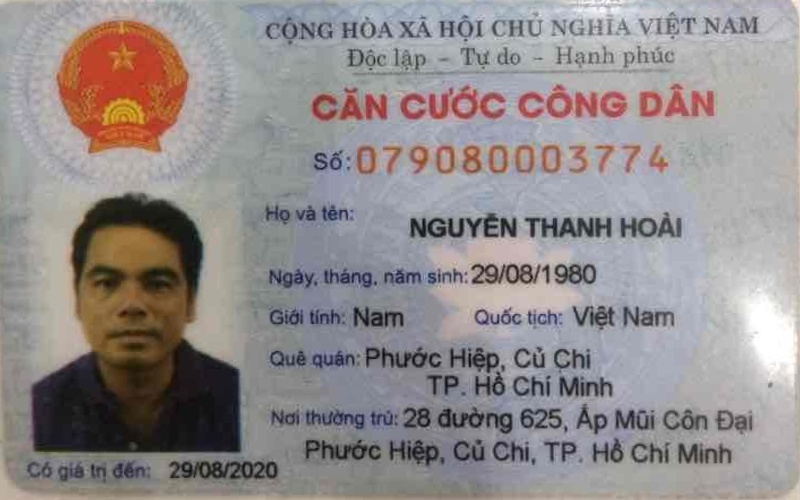 CỘNG HÒA XÃ HỘI CHỦ NGHĨA VIỆT NAM
Độc lập - Tự do - Hạnh phúc
CĂN CƯỚC CÔNG DÂN
Số: 079080003774
Họ và tên: NGUYỄN THANH HOÀI
Ngày, tháng, năm sinh: 29/08/1980
Giới tính: Nam Quốc tịch: Việt Nam
Quê quán: Phước Hiệp, Củ Chi
TP. Hồ Chí Minh
Nơi thường trú: 28 đường 625, Ấp Mũi Côn Đại
Phước Hiệp, Củ Chi, TP. Hồ Chí Minh
Có giá trị đến: 29/08/2020